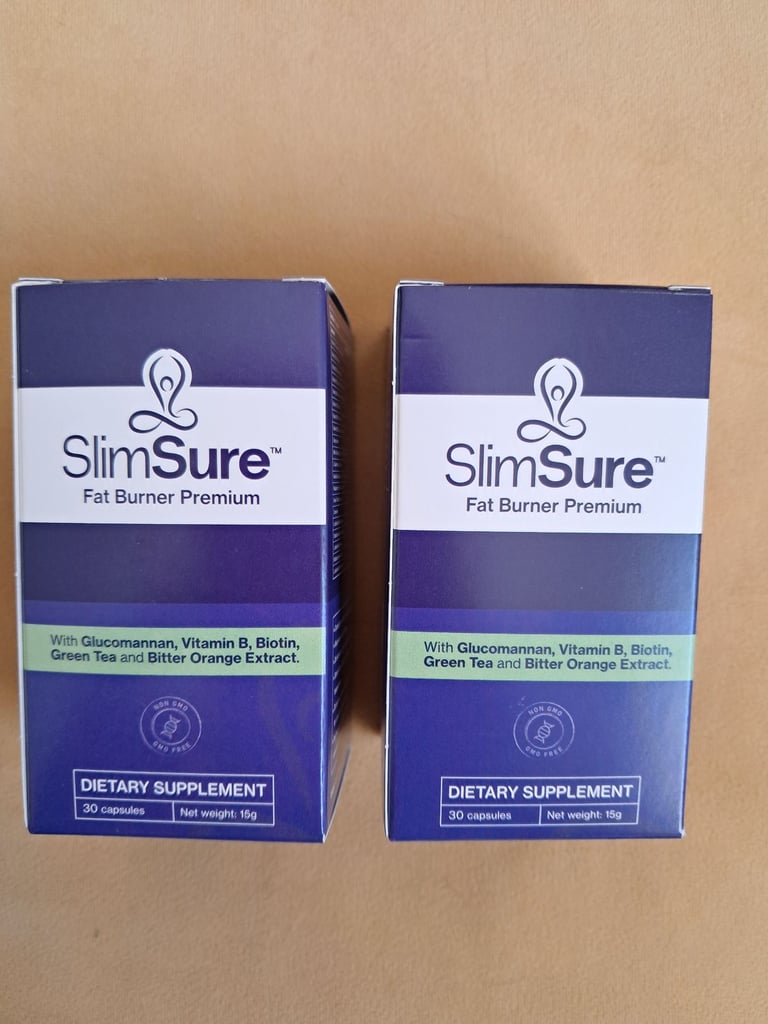 SlimSure™
Fat Burner Premium
With Glucomannan, Vitamin B, Biotin,
Green Tea and Bitter Orange Extract.
NON GMO
GMO FREE
DIETARY SUPPLEMENT
30 capsules
Net weight: 15g
SlimSure™
Fat Burner Premium
With Glucomannan, Vitamin B, Biotin,
Green Tea and Bitter Orange Extract.
NON GMO
GMO FREE
DIETARY SUPPLEMENT
30 capsules
Net weight: 15g